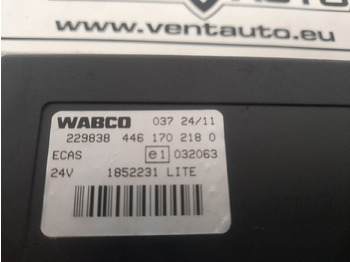 www.ventauto.eu
WABCO 037 24/11
229838 446 170 218 0
ECAS e1 032063
24V 1852231 LITE